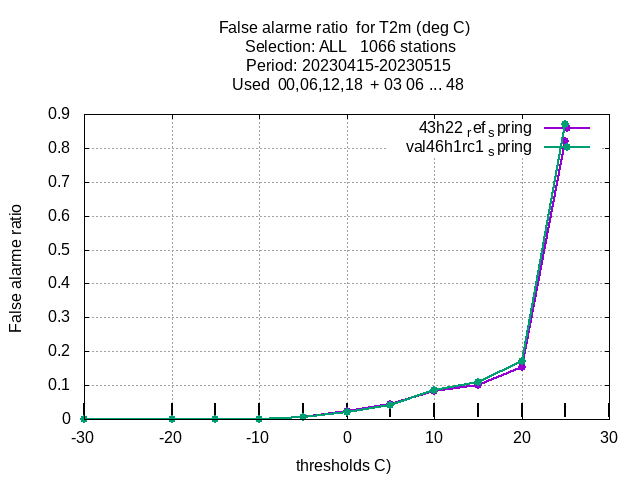 False alarme ratio  for T2m (deg C)
Selection: ALL   1066 stations
Period: 20230415-20230515
Used  00,06,12,18  + 03 06 ... 48
43h22 ref spring
val46h1rc1 spring
0.9
0.8
0.7
0.6
0.5
0.4
0.3
0.2
0.1
0
False alarme ratio
-30 -20 -10 0 10 20 30
thresholds C)